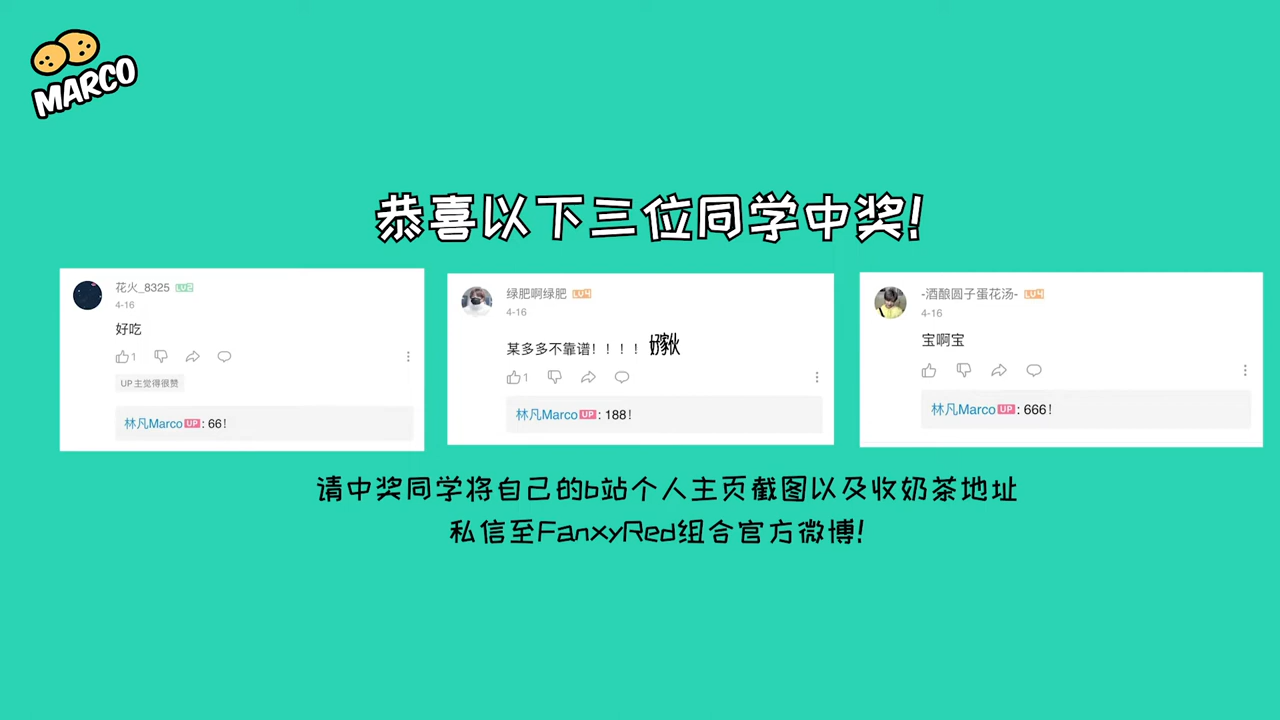 MARCO
恭喜以下三位同学中奖!
花火_8325 LV2
4-16
好吃
1
UP主觉得很赞
林凡Marco UP : 66!
绿肥啊绿肥 LV4
4-16
某多多不靠谱！！！！ 好家伙
1
林凡Marco UP : 188!
-酒酿圆子蛋花汤- LV4
4-16
宝啊宝
林凡Marco UP : 666!
请中奖同学将自己的b站个人主页截图以及收奶茶地址
私信至FanxyRed组合官方微博!